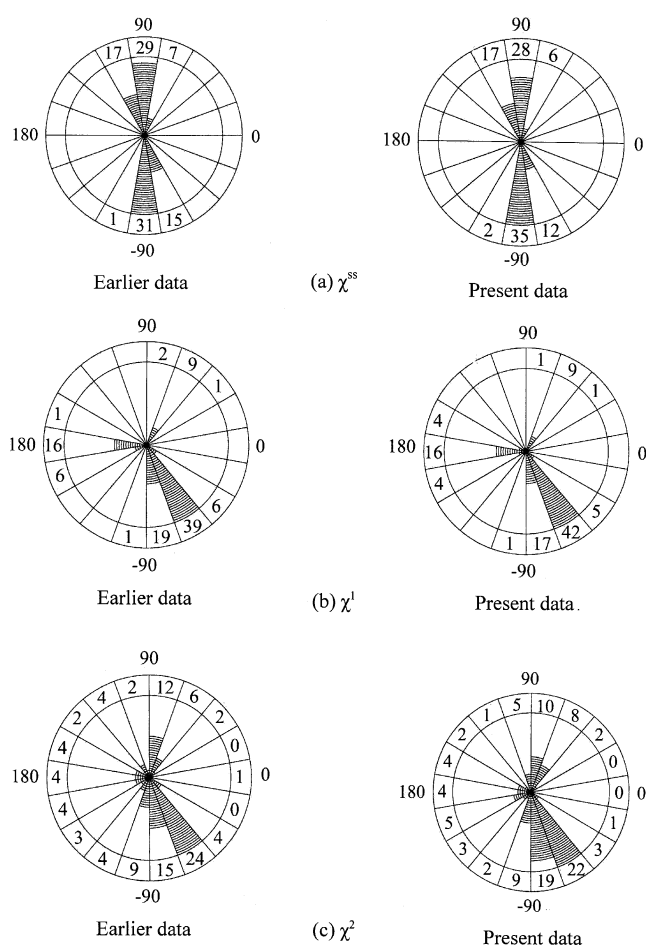 90 90
17 29 7 17 28 6
180 0 180 0
1 31 15 2 35 12
-90 -90
Earlier data (a) χˢˢ Present data
90 90
2 9 1 1 9 1
1 4
180 16 0 180 16 0
6 4
6 5
1 19 39 1 17 42
-90 -90
Earlier data (b) χ¹ Present data.
90 90
4 2 12 6 1 5 10 8
2 2 2 2
4 0 4 0
180 4 1 0 180 4 0 0
4 0 5 1
3 4 3 3
4 9 15 24 2 9 19 22
-90 -90
Earlier data (c) χ² Present data